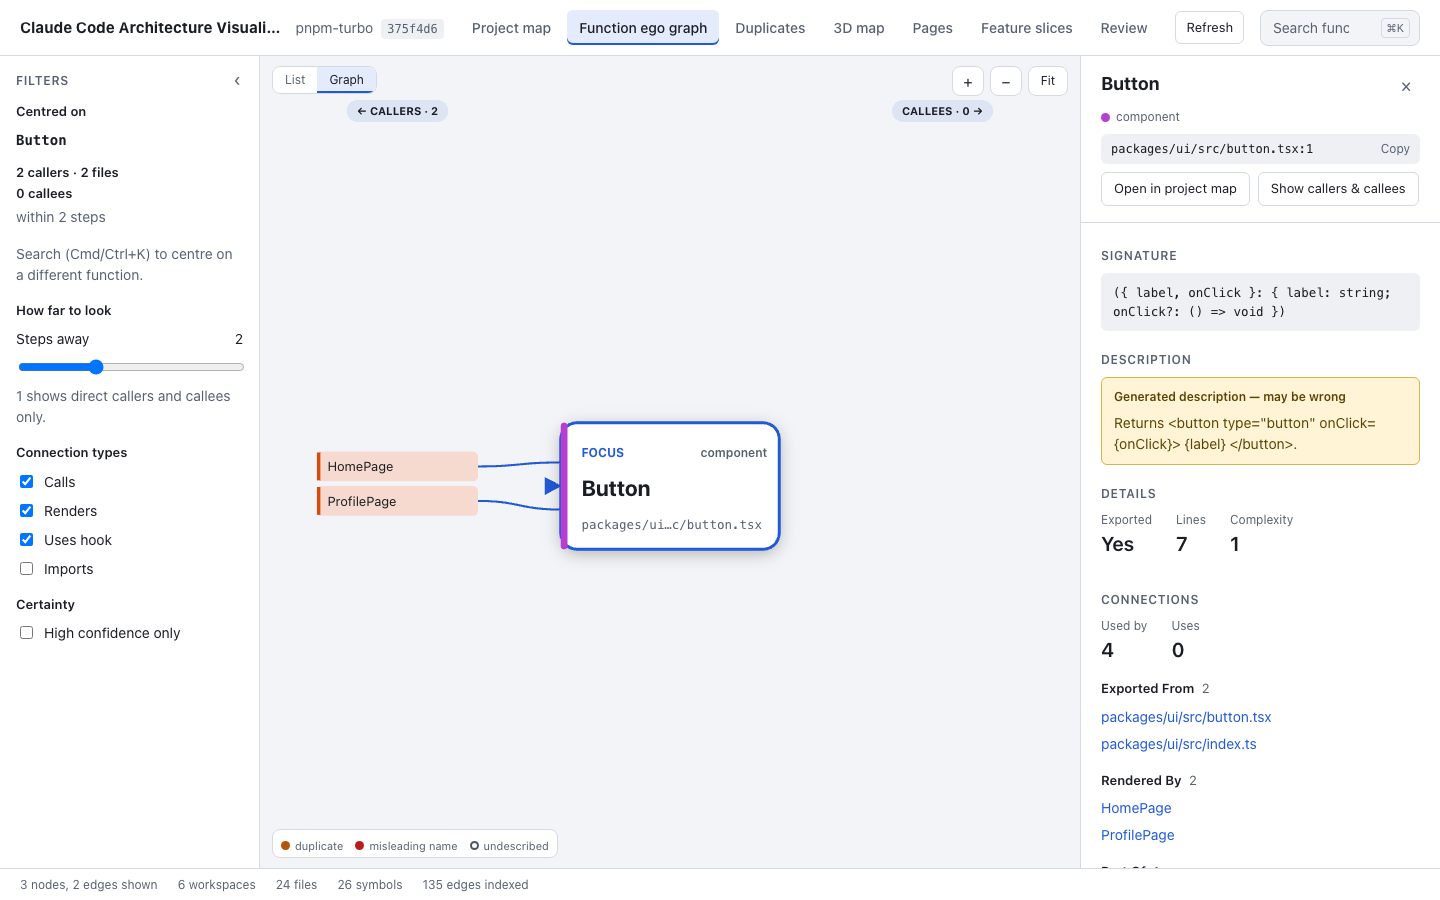 Claude Code Architecture Visuali...
pnpm-turbo
375f4d6
Project map
Function ego graph
Duplicates
3D map
Pages
Feature slices
Review
Refresh
Search func
⌘K
FILTERS
Centred on
Button
2 callers · 2 files
0 callees
within 2 steps
Search (Cmd/Ctrl+K) to centre on
a different function.
How far to look
Steps away 2
1 shows direct callers and callees
only.
Connection types
Calls
Renders
Uses hook
Imports
Certainty
High confidence only
List
Graph
+
−
Fit
← CALLERS · 2
CALLEES · 0 →
HomePage
ProfilePage
FOCUS
component
Button
packages/ui…c/button.tsx
duplicate
misleading name
undescribed
Button
×
component
packages/ui/src/button.tsx:1
Copy
Open in project map
Show callers & callees
SIGNATURE
({ label, onClick }: { label: string;
onClick?: () => void })
DESCRIPTION
Generated description — may be wrong
Returns <button type="button" onClick=
{onClick}> {label} </button>.
DETAILS
Exported Lines Complexity
Yes 7 1
CONNECTIONS
Used by Uses
4 0
Exported From 2
packages/ui/src/button.tsx
packages/ui/src/index.ts
Rendered By 2
HomePage
ProfilePage
3 nodes, 2 edges shown
6 workspaces
24 files
26 symbols
135 edges indexed